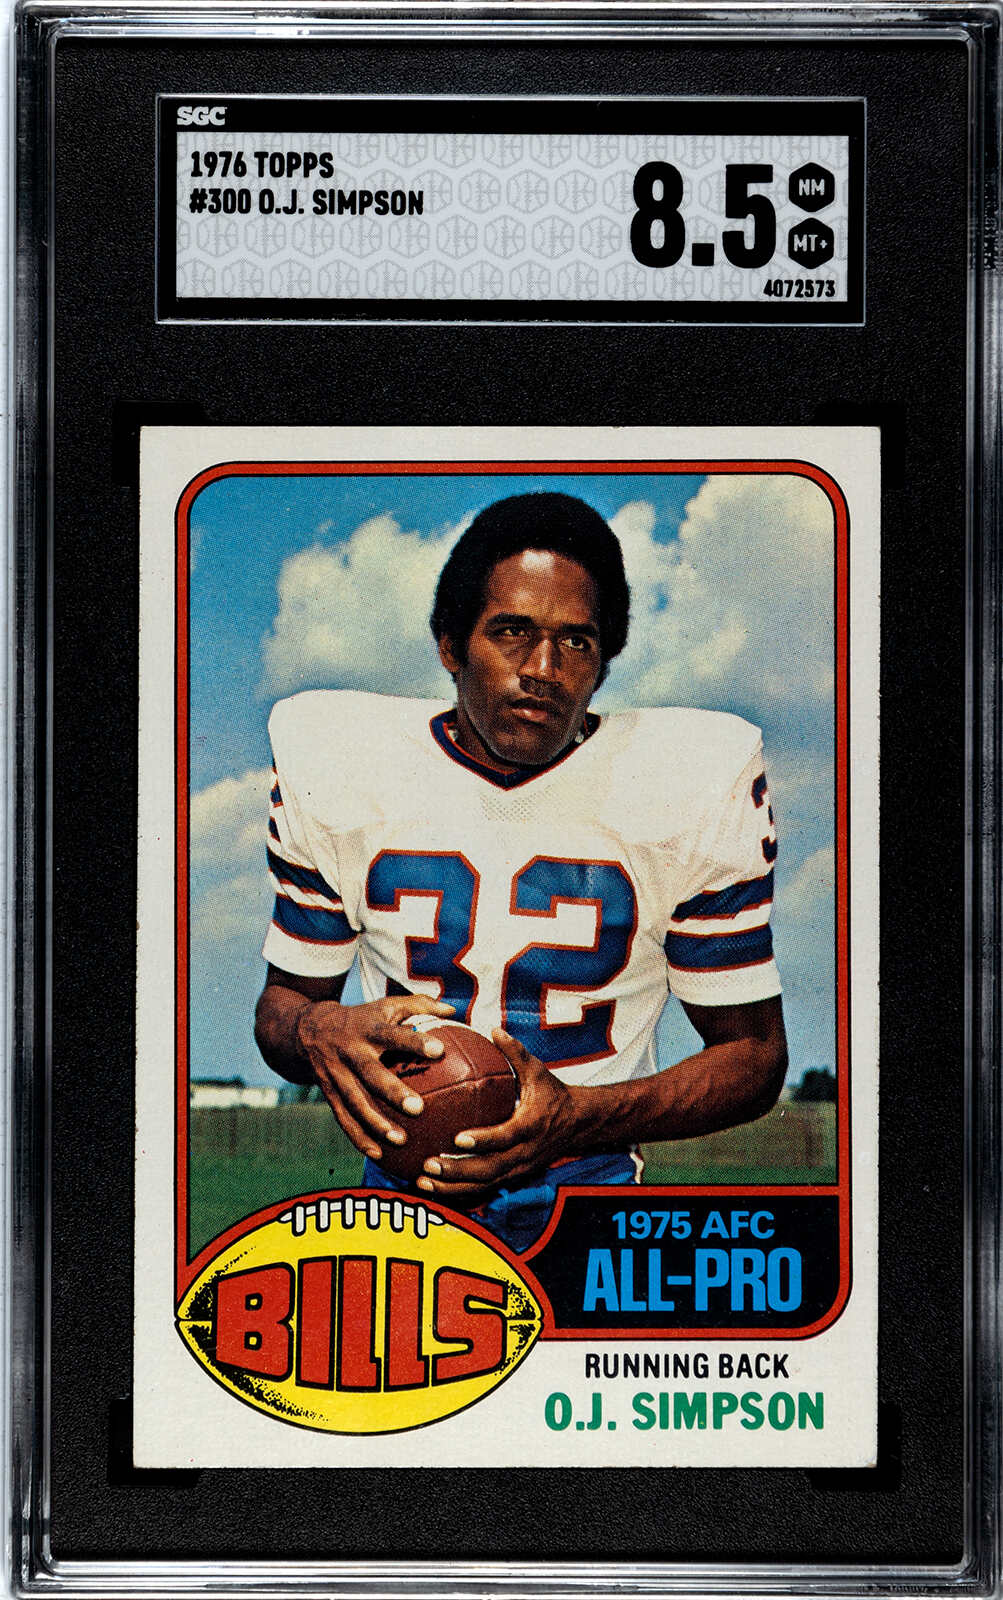 SGC
1976 TOPPS
#300 O.J. SIMPSON
8.5
NM
MT+
4072573
32
3
1975 AFC
ALL-PRO
BILLS
RUNNING BACK
O.J. SIMPSON